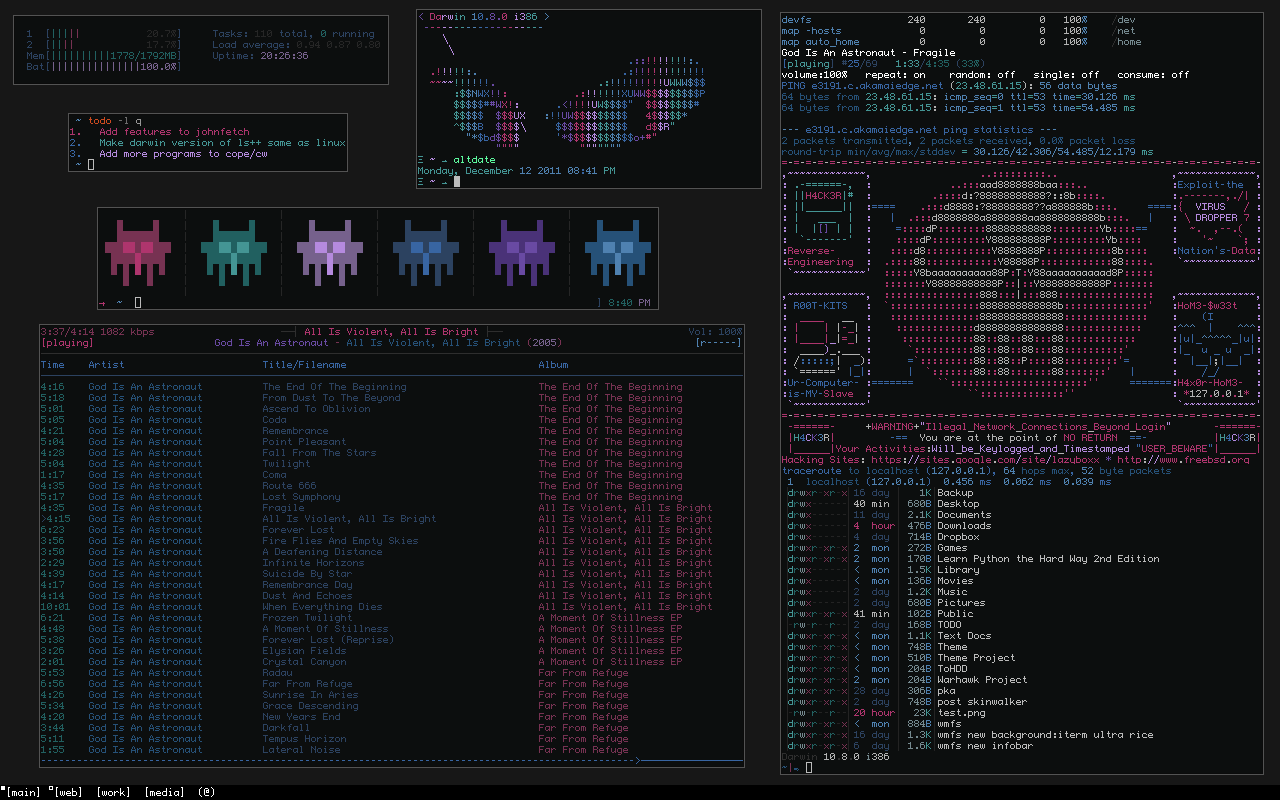 1  [||||                20.7%]
2  [||||                17.7%]
Mem[|||||||||||1778/1792MB]
Bat[|||||||||||||||100.0%]
Tasks: 110 total, 0 running
Load average: 0.94 0.87 0.80
Uptime: 20:26:36
~ todo -l q
1.   Add features to johnfetch
2.   Make darwin version of ls++ same as linux
3.   Add more programs to cope/cw
~
< Darwin 10.8.0 i386 >
Ξ ~ → altdate
Monday, December 12 2011 08:41 PM
Ξ ~ →
→ ~
] 8:40 PM
3:37/4:14 1082 kbps
All Is Violent, All Is Bright
Vol: 100%
[playing]
God Is An Astronaut - All Is Violent, All Is Bright (2005)
[r-----]
Time Artist Title/Filename Album
4:16 God Is An Astronaut The End Of The Beginning The End Of The Beginning
5:18 God Is An Astronaut From Dust To The Beyond The End Of The Beginning
5:01 God Is An Astronaut Ascend To Oblivion The End Of The Beginning
5:05 God Is An Astronaut Coda The End Of The Beginning
4:21 God Is An Astronaut Remembrance The End Of The Beginning
5:04 God Is An Astronaut Point Pleasant The End Of The Beginning
4:28 God Is An Astronaut Fall From The Stars The End Of The Beginning
5:04 God Is An Astronaut Twilight The End Of The Beginning
1:17 God Is An Astronaut Coma The End Of The Beginning
4:35 God Is An Astronaut Route 666 The End Of The Beginning
5:17 God Is An Astronaut Lost Symphony The End Of The Beginning
4:35 God Is An Astronaut Fragile All Is Violent, All Is Bright
>4:15 God Is An Astronaut All Is Violent, All Is Bright All Is Violent, All Is Bright
6:23 God Is An Astronaut Forever Lost All Is Violent, All Is Bright
3:56 God Is An Astronaut Fire Flies And Empty Skies All Is Violent, All Is Bright
3:50 God Is An Astronaut A Deafening Distance All Is Violent, All Is Bright
2:29 God Is An Astronaut Infinite Horizons All Is Violent, All Is Bright
4:39 God Is An Astronaut Suicide By Star All Is Violent, All Is Bright
4:17 God Is An Astronaut Remembrance Day All Is Violent, All Is Bright
4:14 God Is An Astronaut Dust And Echoes All Is Violent, All Is Bright
10:01 God Is An Astronaut When Everything Dies All Is Violent, All Is Bright
6:21 God Is An Astronaut Frozen Twilight A Moment Of Stillness EP
4:48 God Is An Astronaut A Moment Of Stillness A Moment Of Stillness EP
5:38 God Is An Astronaut Forever Lost (Reprise) A Moment Of Stillness EP
3:26 God Is An Astronaut Elysian Fields A Moment Of Stillness EP
2:01 God Is An Astronaut Crystal Canyon A Moment Of Stillness EP
5:53 God Is An Astronaut Radau Far From Refuge
6:56 God Is An Astronaut Far From Refuge Far From Refuge
4:26 God Is An Astronaut Sunrise In Aries Far From Refuge
5:34 God Is An Astronaut Grace Descending Far From Refuge
4:20 God Is An Astronaut New Years End Far From Refuge
3:44 God Is An Astronaut Darkfall Far From Refuge
5:11 God Is An Astronaut Tempus Horizon Far From Refuge
1:55 God Is An Astronaut Lateral Noise Far From Refuge
devfs 240 240 0 100% /dev
map -hosts 0 0 0 100% /net
map auto_home 0 0 0 100% /home
God Is An Astronaut - Fragile
[playing] #25/69   1:33/4:35 (33%)
volume:100%   repeat: on    random: off   single: off   consume: off
PING e3191.c.akamaiedge.net (23.48.61.15): 56 data bytes
64 bytes from 23.48.61.15: icmp_seq=0 ttl=53 time=30.126 ms
64 bytes from 23.48.61.15: icmp_seq=1 ttl=53 time=54.485 ms
--- e3191.c.akamaiedge.net ping statistics ---
2 packets transmitted, 2 packets received, 0.0% packet loss
round-trip min/avg/max/stddev = 30.126/42.306/54.485/12.179 ms
H4CK3R
Reverse-
Engineering
Exploit-the
VIRUS
DROPPER
Nation's-Data
R00T-KITS
Ur-Computer-
is-MY-Slave
HoM3-$w33t
H4x0r-HoM3-
*127.0.0.1*
+WARNING+"Illegal_Network_Connections_Beyond_Login"
|H4CK3R| -== You are at the point of NO RETURN ==- |H4CK3R|
|______|Your Activities:Will_be_Keylogged_and_Timestamped "USER_BEWARE"|______|
Hacking Sites: https://sites.google.com/site/lazyboxx * http://www.freebsd.org
traceroute to localhost (127.0.0.1), 64 hops max, 52 byte packets
1  localhost (127.0.0.1)  0.456 ms  0.062 ms  0.039 ms
drwxr-xr-x 16 day 1K Backup
drwx------ 40 min 680B Desktop
drwx------ 11 day 2.1K Documents
drwx------ 4 hour 476B Downloads
drwx------ 4 day 714B Dropbox
drwxr-xr-x 2 mon 272B Games
drwxr-xr-x 2 mon 170B Learn Python the Hard Way 2nd Edition
drwx------ < mon 1.5K Library
drwx------ < mon 136B Movies
drwx------ 2 day 1.2K Music
drwx------ 2 day 680B Pictures
drwxr-xr-x 41 min 102B Public
-rw-r--r-- 2 day 168B TODO
drwxr-xr-x < mon 1.1K Text Docs
drwxr-xr-x < mon 748B Theme
drwxr-xr-x < mon 510B Theme Project
drwxr-xr-x < mon 204B ToHDD
drwxr-xr-x 2 mon 204B Warhawk Project
drwxr-xr-x 28 day 306B pka
drwxr-xr-x 2 day 748B post skinwalker
-rw-r--r-- 20 hour 23K test.png
drwxr-xr-x < mon 884B wmfs
drwxr-xr-x 16 day 1.3K wmfs new background:iterm ultra rice
drwxr-xr-x 6 day 1.6K wmfs new infobar
Darwin 10.8.0 i386
[main] [web] [work] [media] (@)